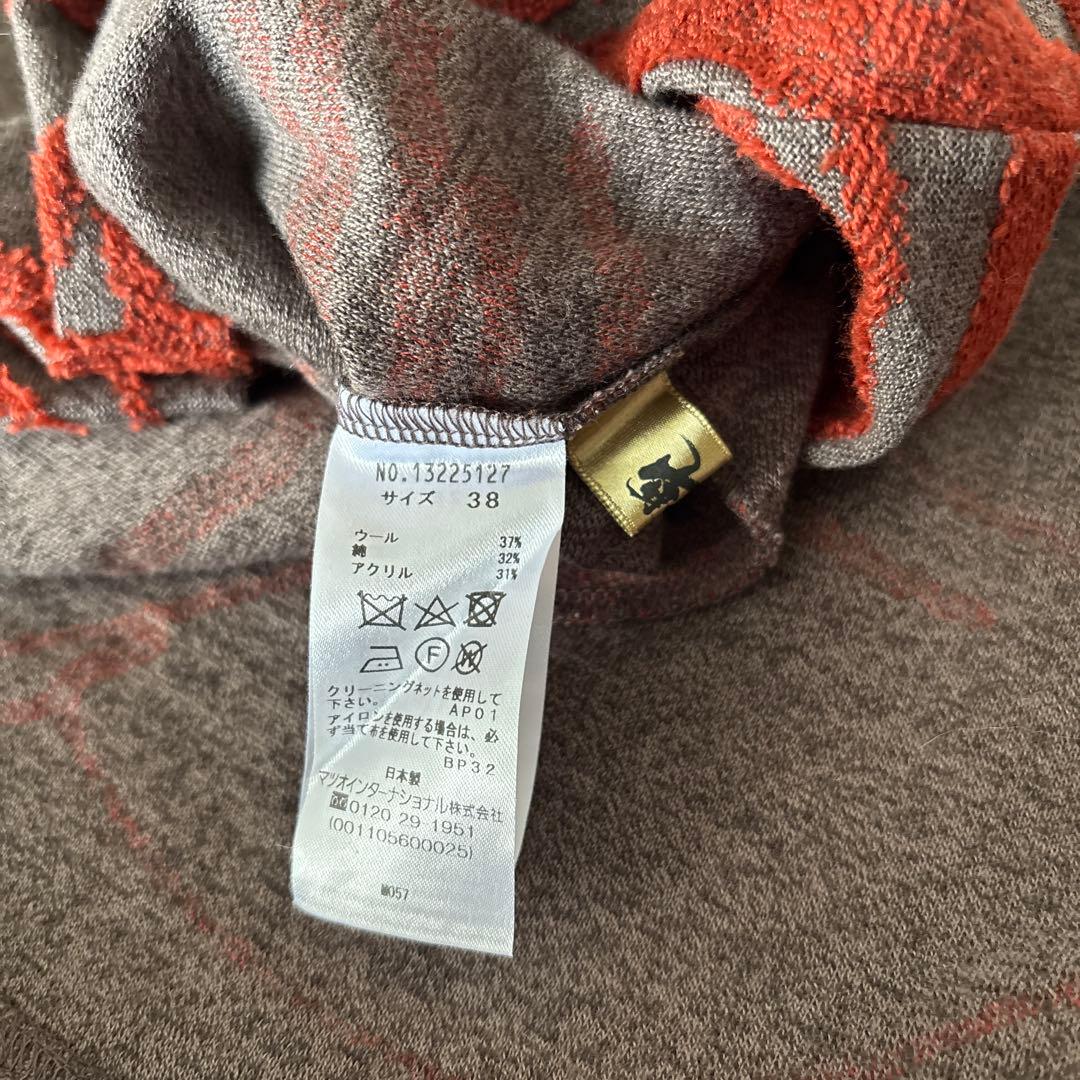 NO.13225127
サイズ 38
ウール 37%
綿 32%
アクリル 31%
F
W
クリーニングネットを使用して
下さい。 AP01
アイロンを使用する場合は、必
ず当て布を使用して下さい。
BP32
日本製
マツオインターナショナル株式会社
0120 29 1951
(001105600025)
M057